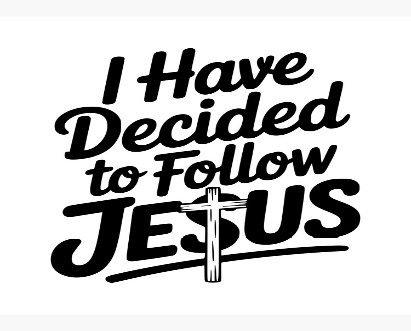 I Have
Decided
to Follow
JESUS